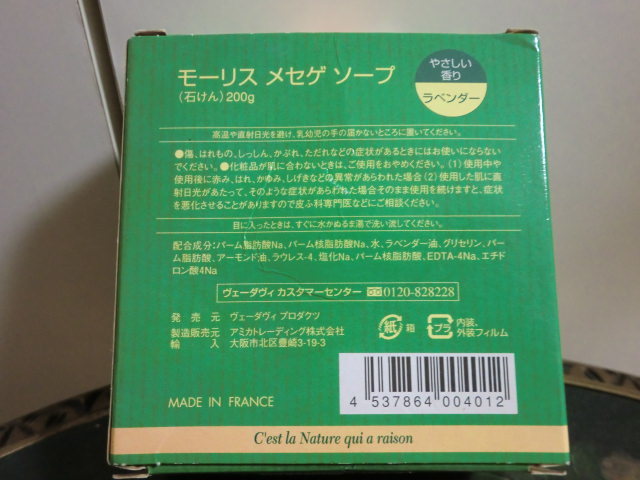 モーリス メセゲ ソープ
(石けん) 200g
やさしい
香り
ラベンダー
高温や直射日光を避け、乳幼児の手の届かないところに置いてください。
●傷、はれもの、しっしん、かぶれ、ただれなどの症状があるときにはお使いにならない
でください。●化粧品が肌に合わないときは、ご使用をおやめください。(1)使用中や
使用後に赤み、はれ、かゆみ、しげきなどの異常があらわれた場合(2)使用した肌に直
射日光があたって、そのような症状があらわれた場合そのまま使用を続けますと、症状
を悪化させることがありますので皮ふ科専門医などにご相談ください。
目に入ったときは、すぐに水かぬるま湯で洗い流してください。
配合成分:パーム脂肪酸Na、パーム核脂肪酸Na、水、ラベンダー油、グリセリン、パー
ム脂肪酸、アーモンド油、ラウレス-4、塩化Na、パーム核脂肪酸、EDTA-4Na、エチド
ロン酸4Na
ヴェーダヴィ カスタマーセンター 0120-828228
発売元 ヴェーダヴィ プロダクツ
製造販売元 アミカトレーディング株式会社
輸入 大阪市北区豊崎3-19-3
紙 箱
プラ 内装、
外装フィルム
MADE IN FRANCE
4 537864 004012
C'est la Nature qui a raison